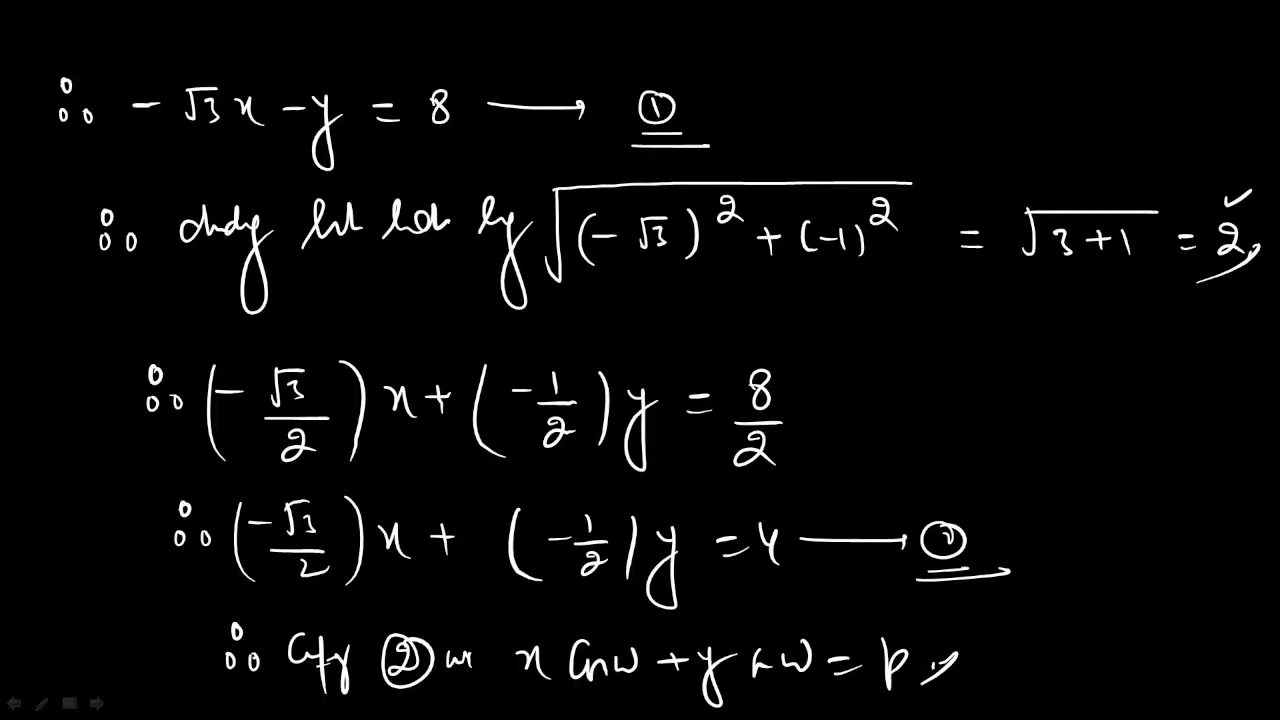 ∴ -√3x - y = 8 ⟶ ①
∴ √((-√3)² + (-1)²) = √(3+1) = 2
∴ (-√3/2)x + (-1/2)y = 8/2
∴ (-√3/2)x + (-1/2)y = 4 ⟶ ②
∴ ② x cos ω + y sin ω = p